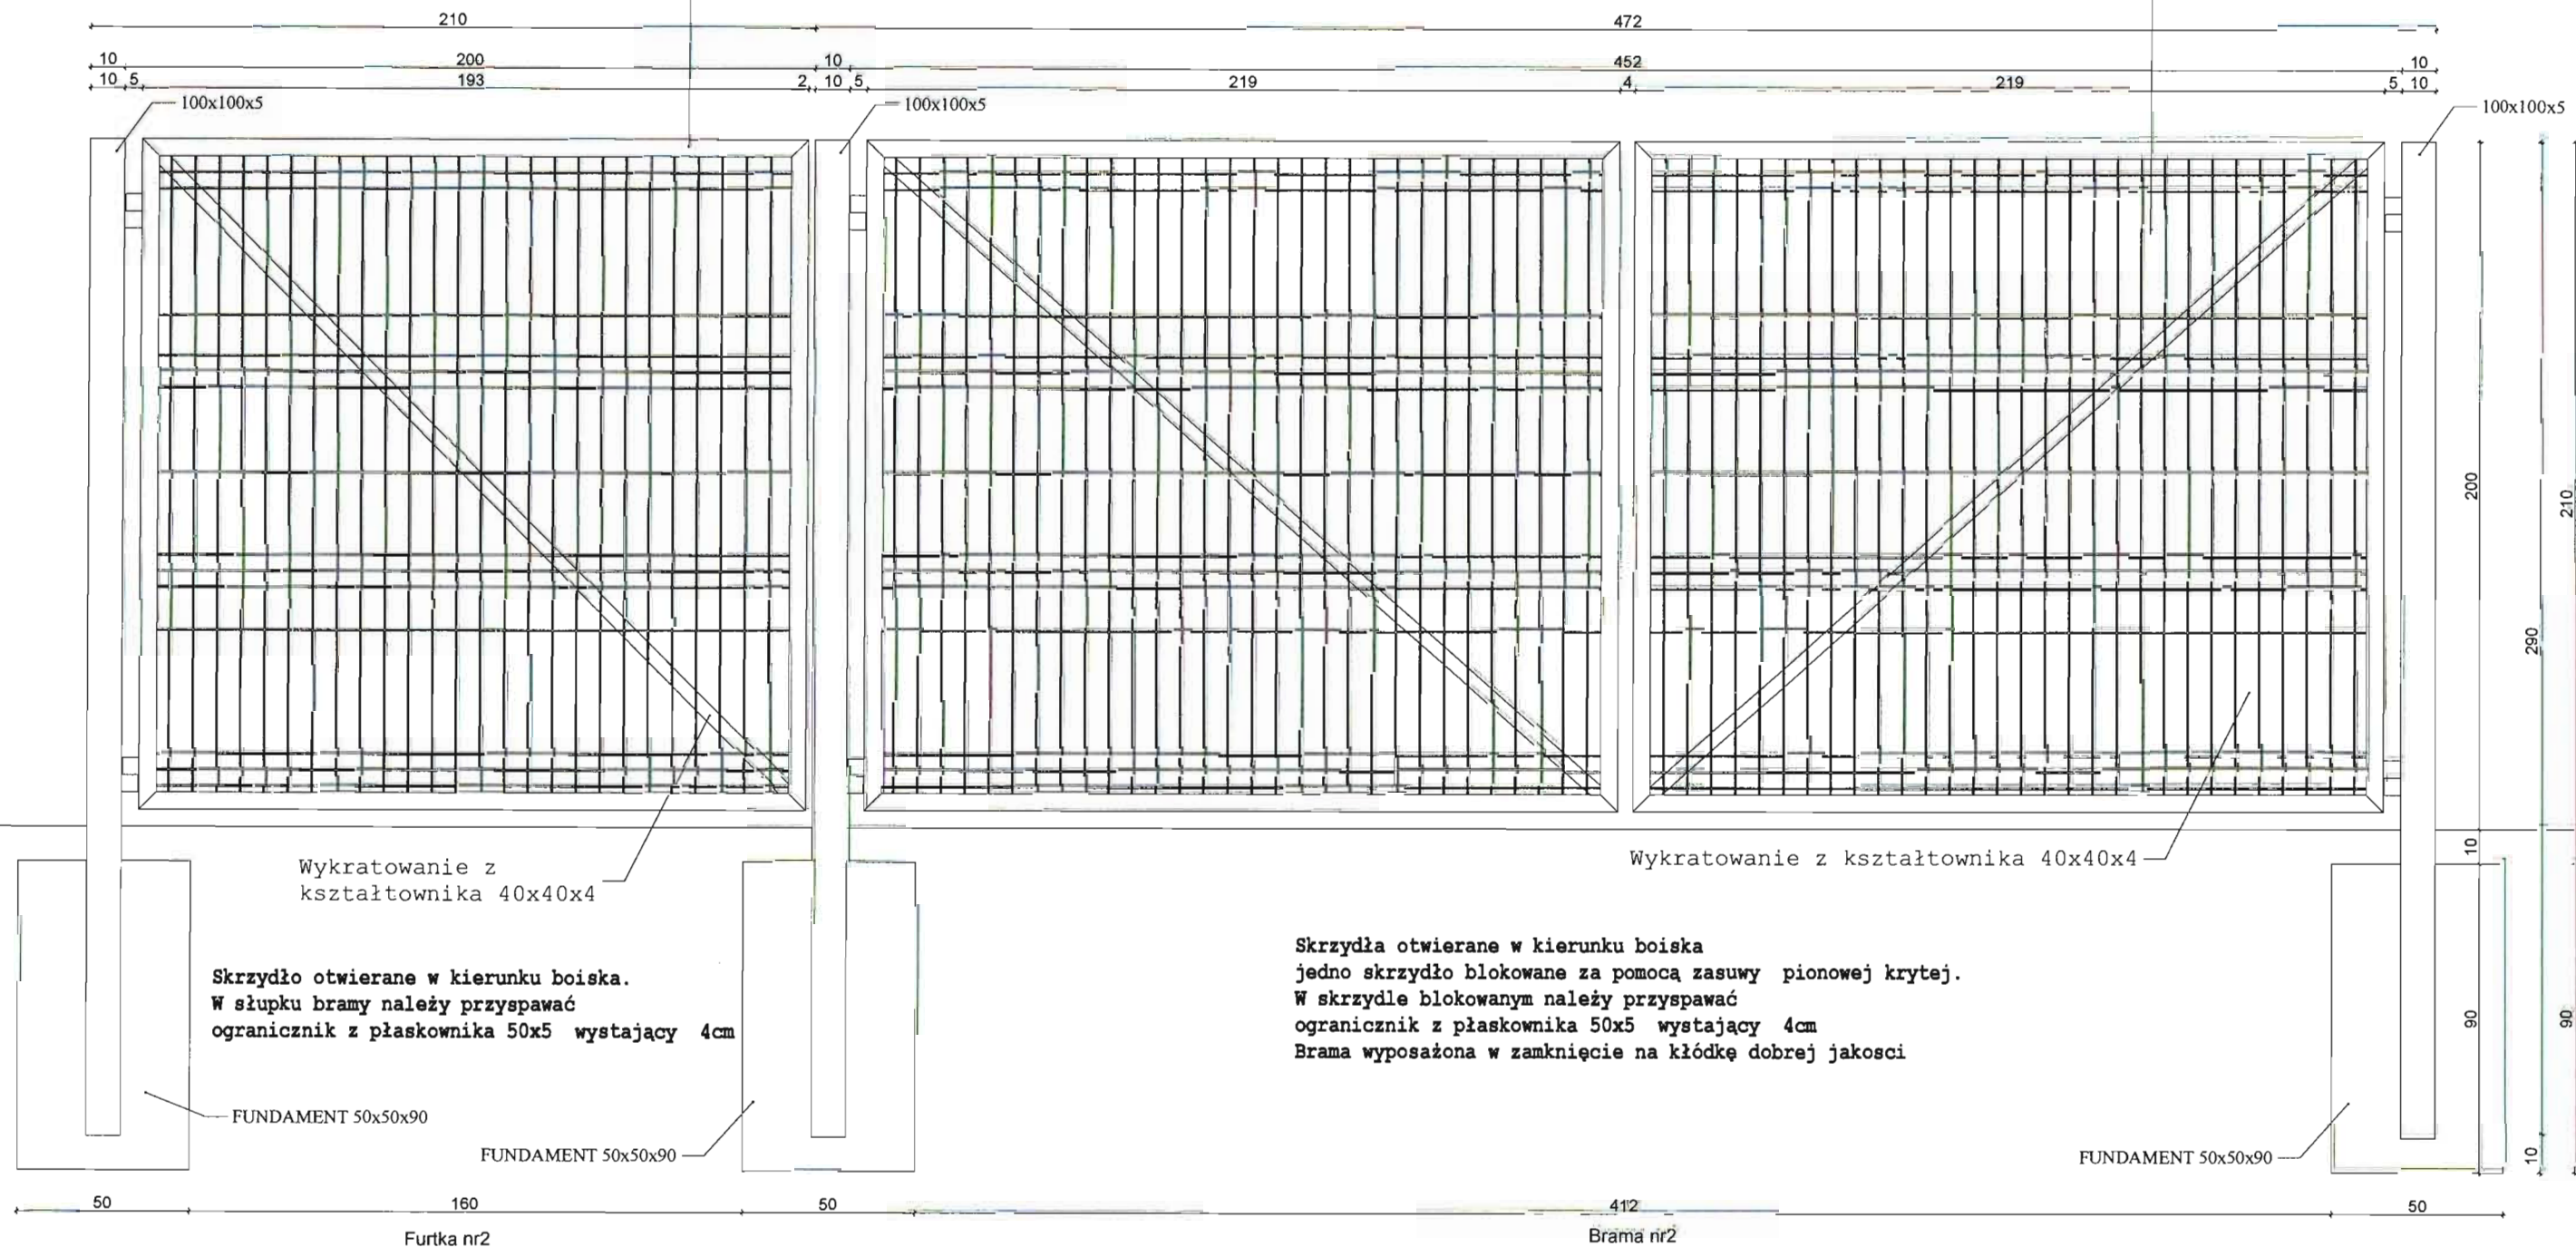 210 472
10 200 10 452 10
10 5 193 2 10 5 219 4 219 5 10
100x100x5
100x100x5
100x100x5
200
210
290
10
90
90
10
Wykratowanie z
kształtownika 40x40x4
Wykratowanie z kształtownika 40x40x4
Skrzydło otwierane w kierunku boiska.
W słupku bramy należy przyspawać
ogranicznik z płaskownika 50x5 wystający 4cm
Skrzydła otwierane w kierunku boiska
jedno skrzydło blokowane za pomocą zasuwy pionowej krytej.
W skrzydle blokowanym należy przyspawać
ogranicznik z płaskownika 50x5 wystający 4cm
Brama wyposażona w zamknięcie na kłódkę dobrej jakosci
FUNDAMENT 50x50x90
FUNDAMENT 50x50x90
FUNDAMENT 50x50x90
50 160 50 412 50
Furtka nr2
Brama nr2